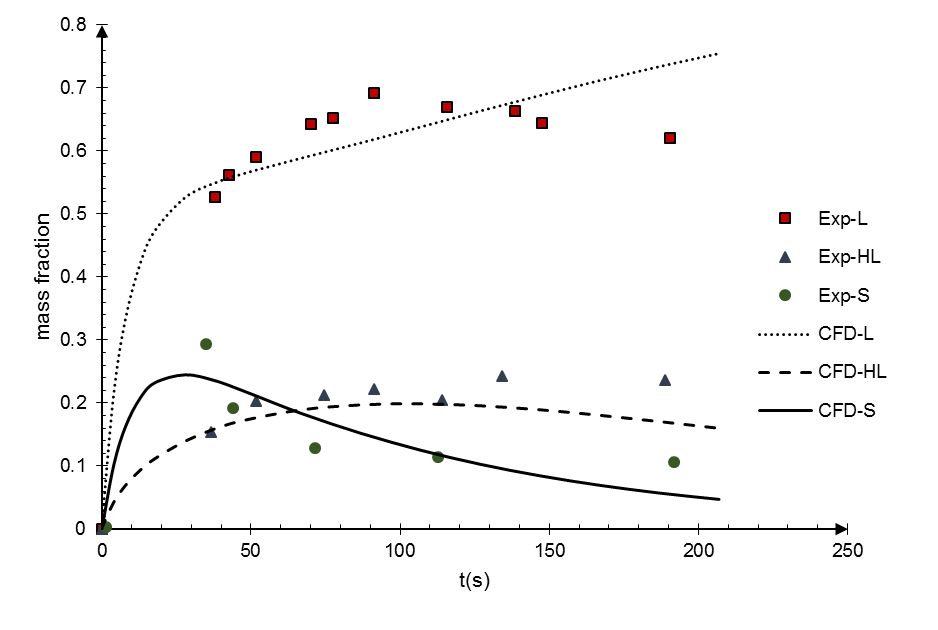 0.8
0.7
0.6
0.5
0.4
0.3
0.2
0.1
0
0
50
100
150
200
250
mass fraction
t(s)
Exp-L
Exp-HL
Exp-S
CFD-L
CFD-HL
CFD-S